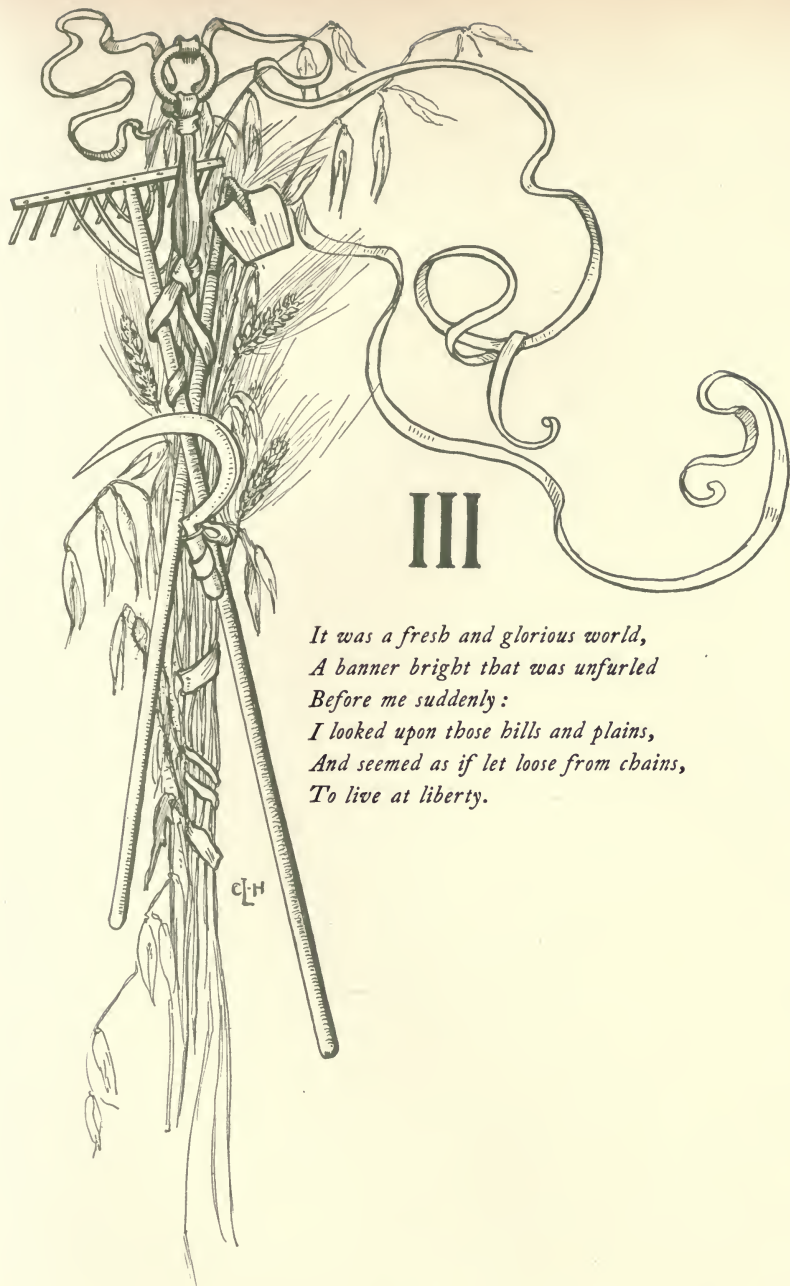 III
It was a fresh and glorious world,
A banner bright that was unfurled
Before me suddenly:
I looked upon those hills and plains,
And seemed as if let loose from chains,
To live at liberty.
CLH